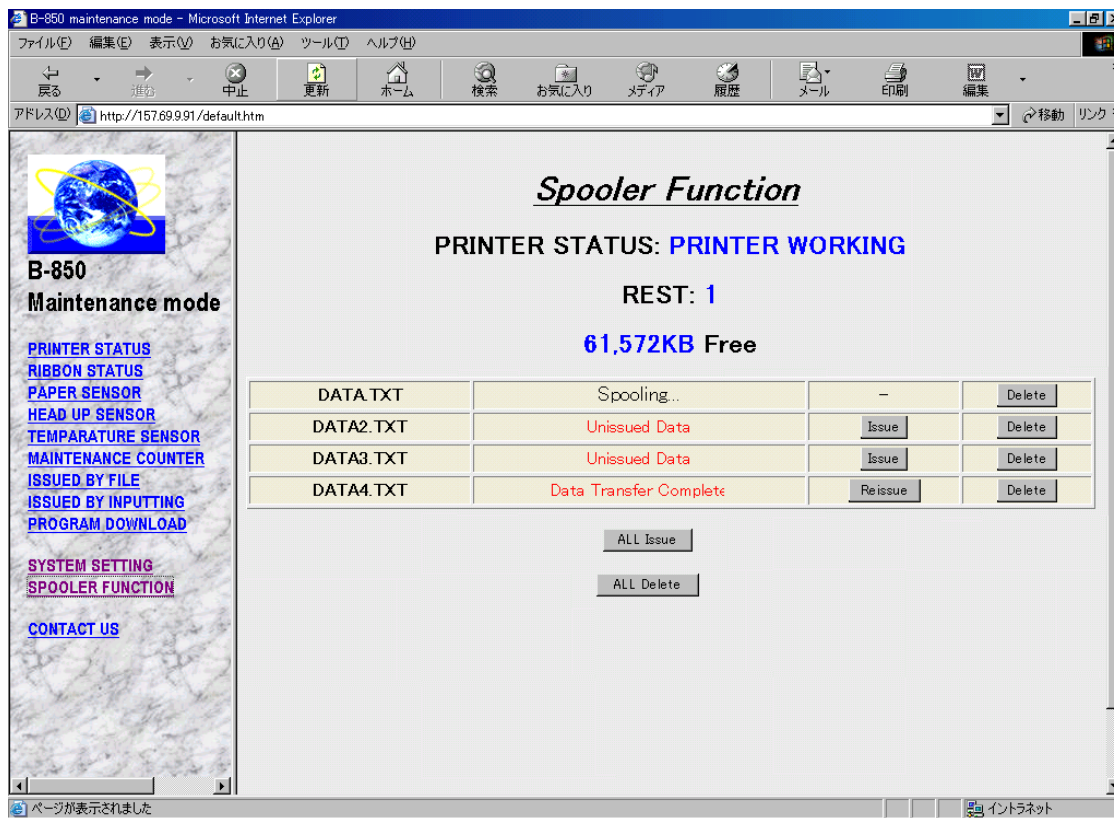 B-850 maintenance mode - Microsoft Internet Explorer
ファイル(F) 編集(E) 表示(V) お気に入り(A) ツール(T) ヘルプ(H)
戻る 進む 中止 更新 ホーム 検索 お気に入り メディア 履歴 メール 印刷 編集
アドレス(D) http://157.69.9.91/default.htm 移動 リンク
B-850
Maintenance mode
PRINTER STATUS
RIBBON STATUS
PAPER SENSOR
HEAD UP SENSOR
TEMPARATURE SENSOR
MAINTENANCE COUNTER
ISSUED BY FILE
ISSUED BY INPUTTING
PROGRAM DOWNLOAD
SYSTEM SETTING
SPOOLER FUNCTION
CONTACT US
Spooler Function
PRINTER STATUS: PRINTER WORKING
REST: 1
61,572KB Free
DATA.TXT Spooling... - Delete
DATA2.TXT Unissued Data Issue Delete
DATA3.TXT Unissued Data Issue Delete
DATA4.TXT Data Transfer Complete Reissue Delete
ALL Issue
ALL Delete
ページが表示されました イントラネット